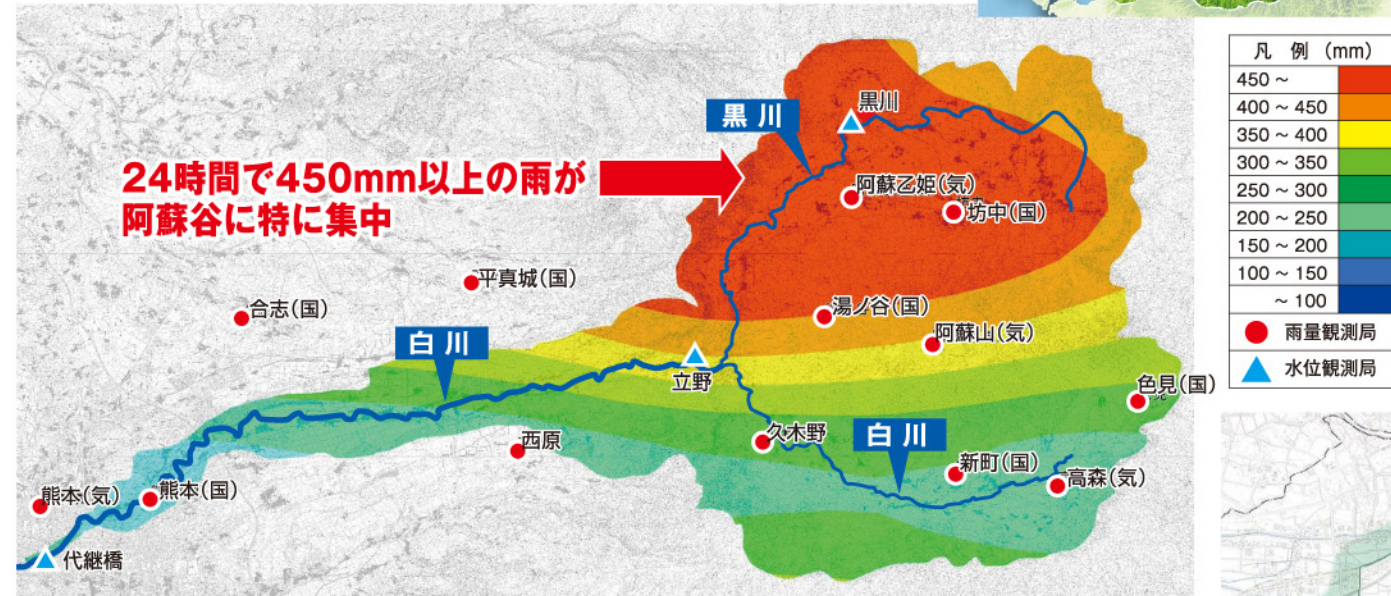 凡 例 (mm)
450 ~
400 ~ 450
350 ~ 400
300 ~ 350
250 ~ 300
200 ~ 250
150 ~ 200
100 ~ 150
~ 100
雨量観測局
水位観測局
黒川
黒 川
24時間で450mm以上の雨が
阿蘇谷に特に集中
阿蘇乙姫(気)
坊中(国)
平真城(国)
合志(国)
湯ノ谷(国)
阿蘇山(気)
白 川
立野
色見(国)
久木野
白 川
西原
新町(国)
高森(気)
熊本(気)
熊本(国)
代継橋